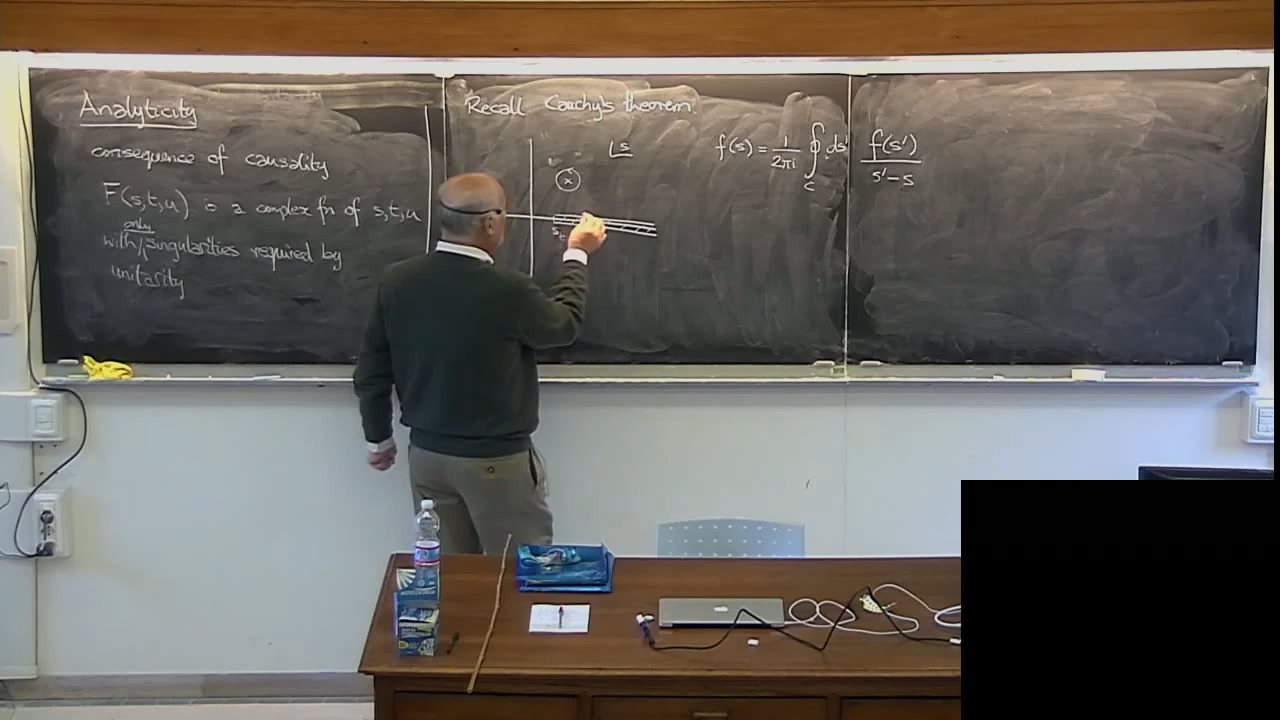 Analyticity
consequence of causality
F(s,t,u) is a complex fn of s,t,u
only
with singularities required by
unitarity
Recall Cauchy's theorem.
s
x
f(s) = 1/2πi ∮_C ds' f(s')/s'-s